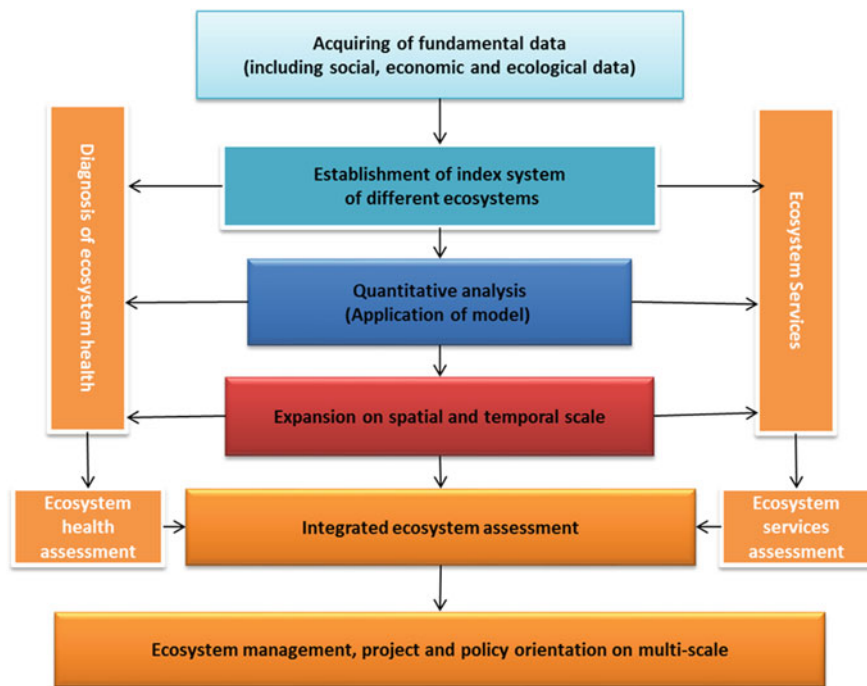 Acquiring of fundamental data
(including social, economic and ecological data)
Diagnosis of ecosystem health
Establishment of index system
of different ecosystems
Ecosystem Services
Quantitative analysis
(Application of model)
Expansion on spatial and temporal scale
Ecosystem
health
assessment
Integrated ecosystem assessment
Ecosystem
services
assessment
Ecosystem management, project and policy orientation on multi-scale